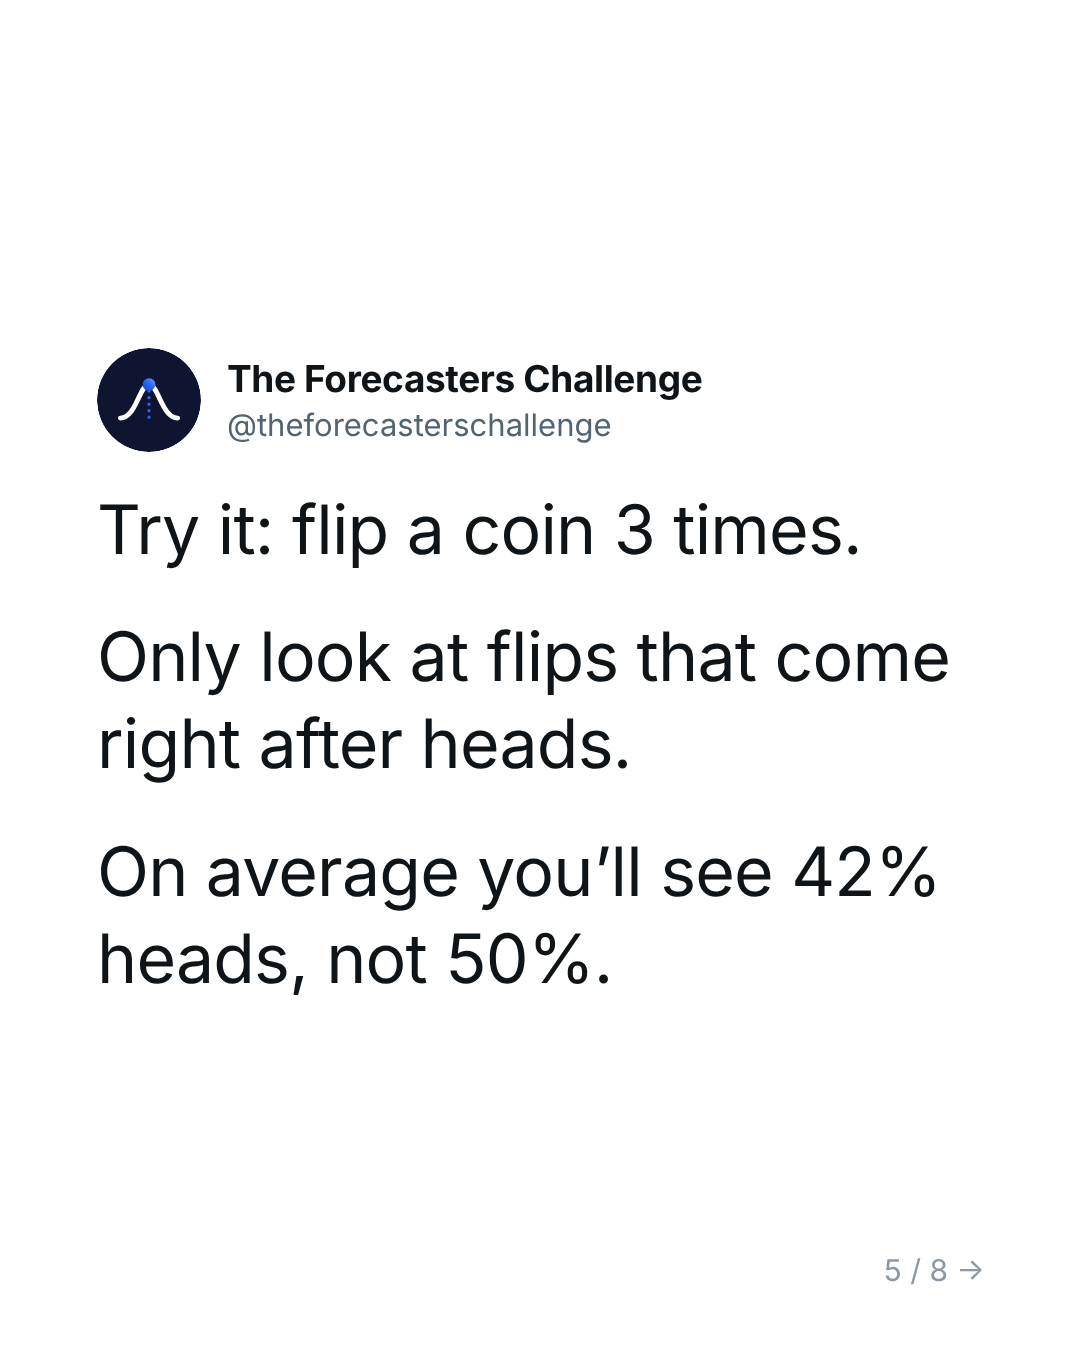 The Forecasters Challenge
@theforecasterschallenge
Try it: flip a coin 3 times.
Only look at flips that come
right after heads.
On average you’ll see 42%
heads, not 50%.
5 / 8 →